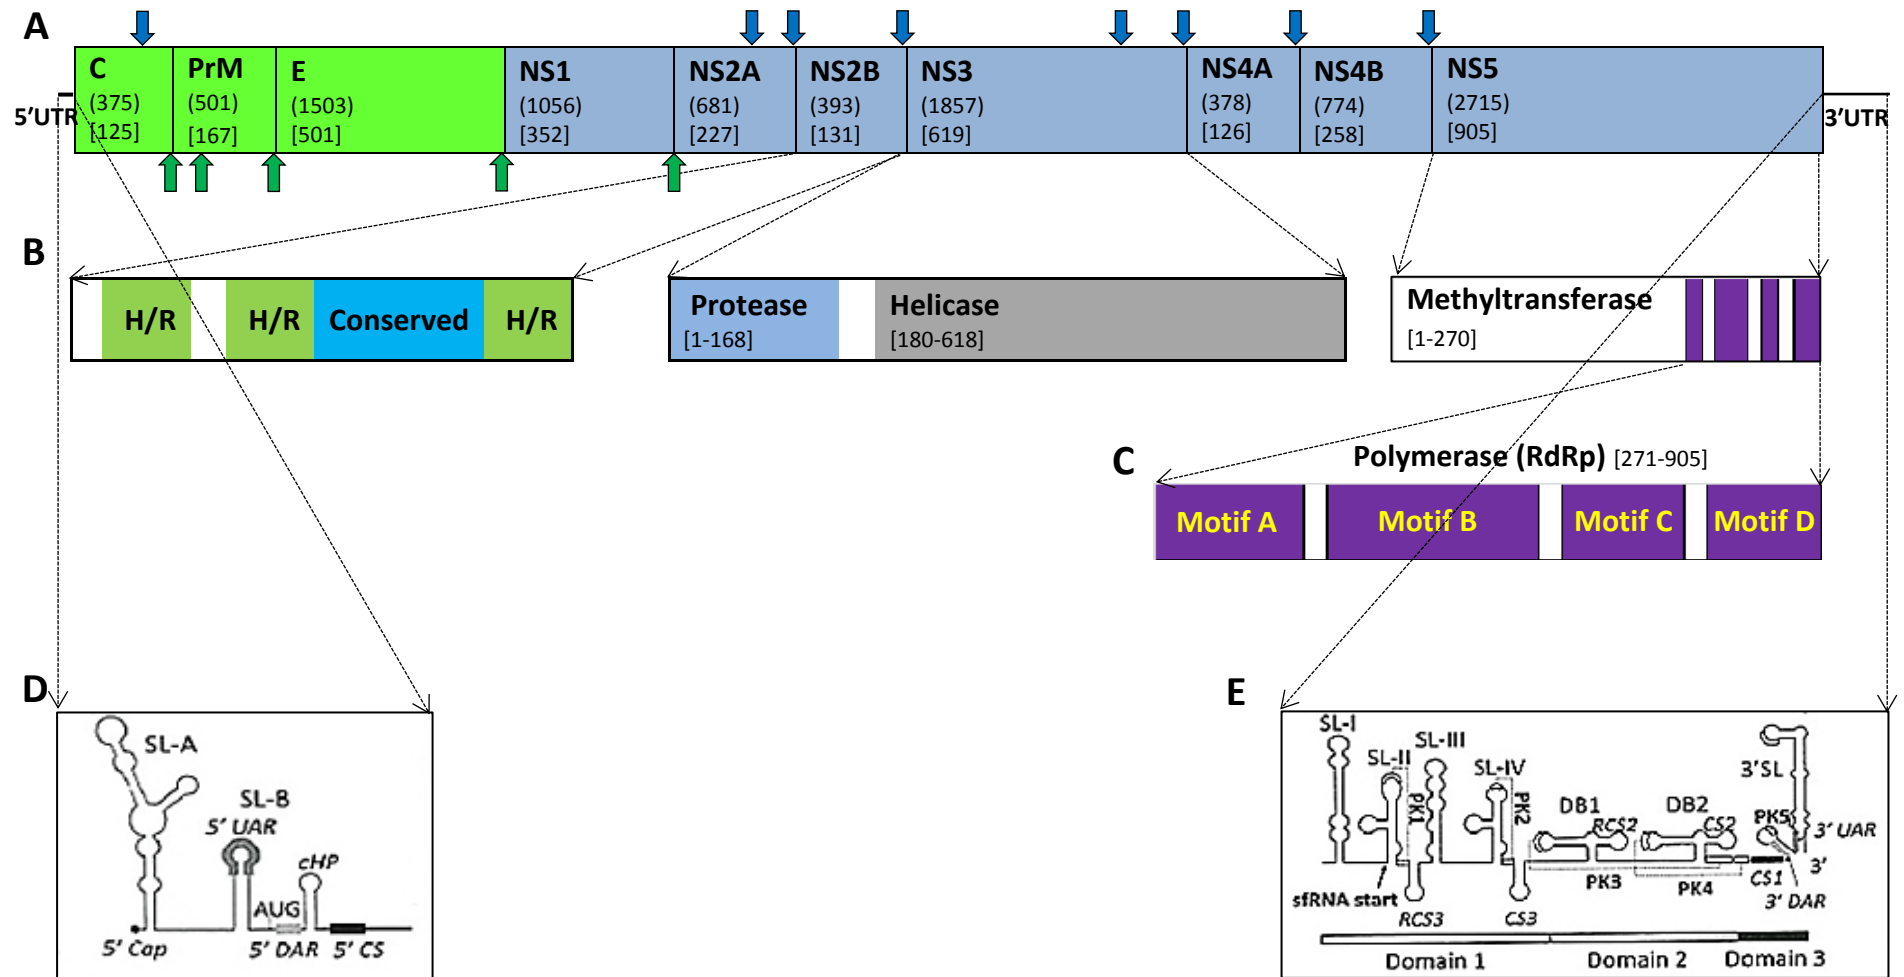 A
C
(375)
[125]
PrM
(501)
[167]
E
(1503)
[501]
NS1
(1056)
[352]
NS2A
(681)
[227]
NS2B
(393)
[131]
NS3
(1857)
[619]
NS4A
(378)
[126]
NS4B
(774)
[258]
NS5
(2715)
[905]
5'UTR
3'UTR
B
H/R
H/R
Conserved
H/R
Protease
[1-168]
Helicase
[180-618]
Methyltransferase
[1-270]
C
Polymerase (RdRp) [271-905]
Motif A
Motif B
Motif C
Motif D
D
SL-A
SL-B
5' UAR
cHP
AUG
5' Cap
5' DAR
5' CS
E
SL-I
SL-II
SL-III
SL-IV
PK1
PK2
DB1
RCS2
DB2
CS2
3'SL
PK5
3' UAR
3'
PK3
PK4
CS1
3' DAR
sfRNA start
RCS3
CS3
Domain 1
Domain 2
Domain 3